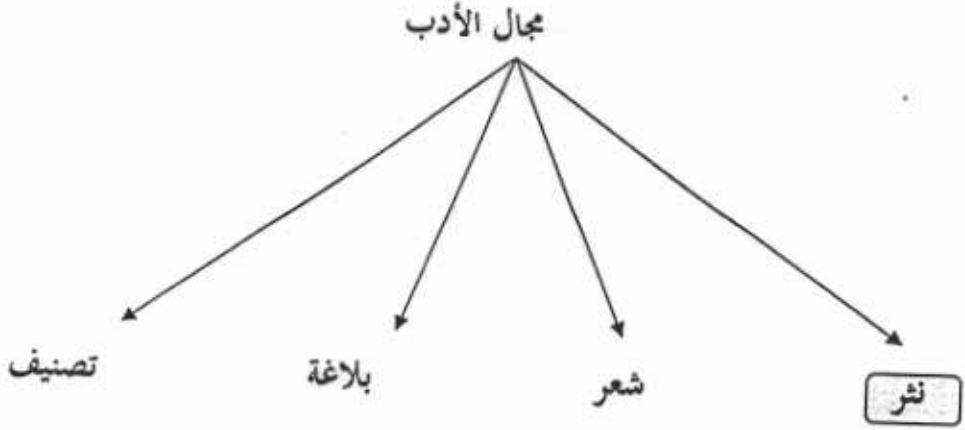 مجال الأدب
نثر
شعر
بلاغة
تصنيف